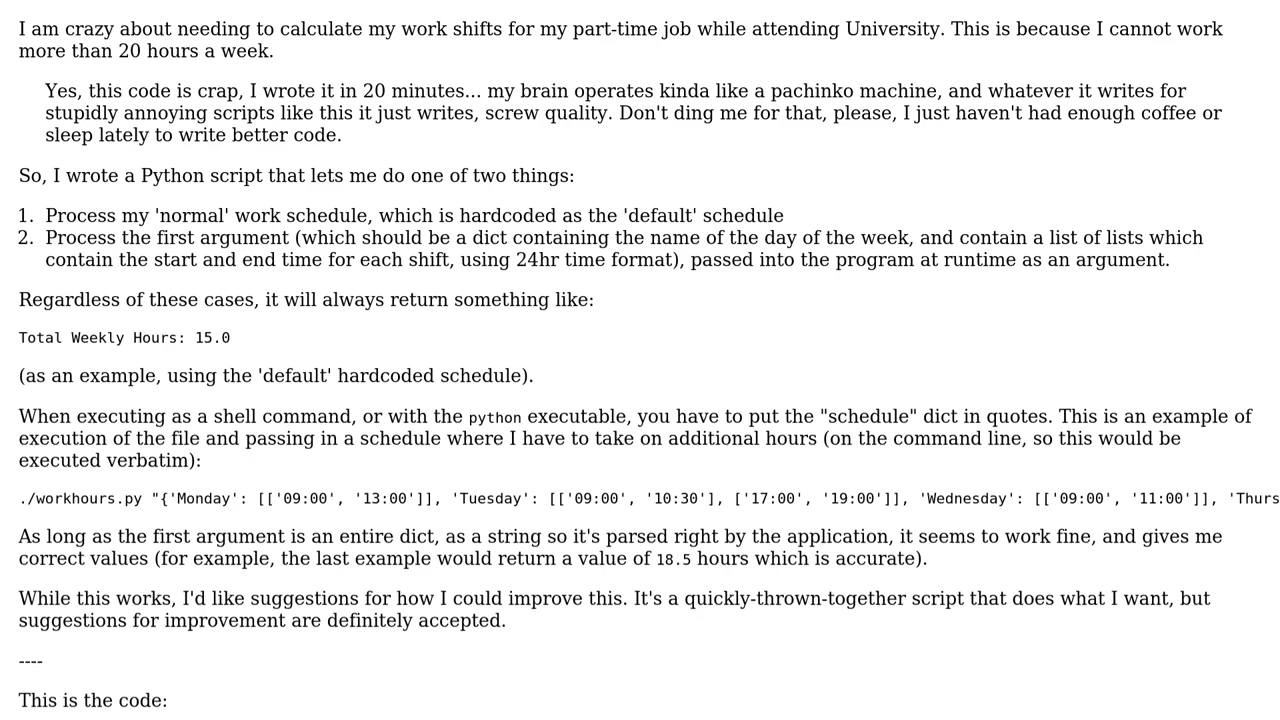 I am crazy about needing to calculate my work shifts for my part-time job while attending University. This is because I cannot work
more than 20 hours a week.
Yes, this code is crap, I wrote it in 20 minutes... my brain operates kinda like a pachinko machine, and whatever it writes for
stupidly annoying scripts like this it just writes, screw quality. Don't ding me for that, please, I just haven't had enough coffee or
sleep lately to write better code.
So, I wrote a Python script that lets me do one of two things:
1. Process my 'normal' work schedule, which is hardcoded as the 'default' schedule
2. Process the first argument (which should be a dict containing the name of the day of the week, and contain a list of lists which
contain the start and end time for each shift, using 24hr time format), passed into the program at runtime as an argument.
Regardless of these cases, it will always return something like:
Total Weekly Hours: 15.0
(as an example, using the 'default' hardcoded schedule).
When executing as a shell command, or with the python executable, you have to put the "schedule" dict in quotes. This is an example of
execution of the file and passing in a schedule where I have to take on additional hours (on the command line, so this would be
executed verbatim):
./workhours.py "{'Monday': [['09:00', '13:00']], 'Tuesday': [['09:00', '10:30'], ['17:00', '19:00']], 'Wednesday': [['09:00', '11:00']], 'Thurs
As long as the first argument is an entire dict, as a string so it's parsed right by the application, it seems to work fine, and gives me
correct values (for example, the last example would return a value of 18.5 hours which is accurate).
While this works, I'd like suggestions for how I could improve this. It's a quickly-thrown-together script that does what I want, but
suggestions for improvement are definitely accepted.
----
This is the code: